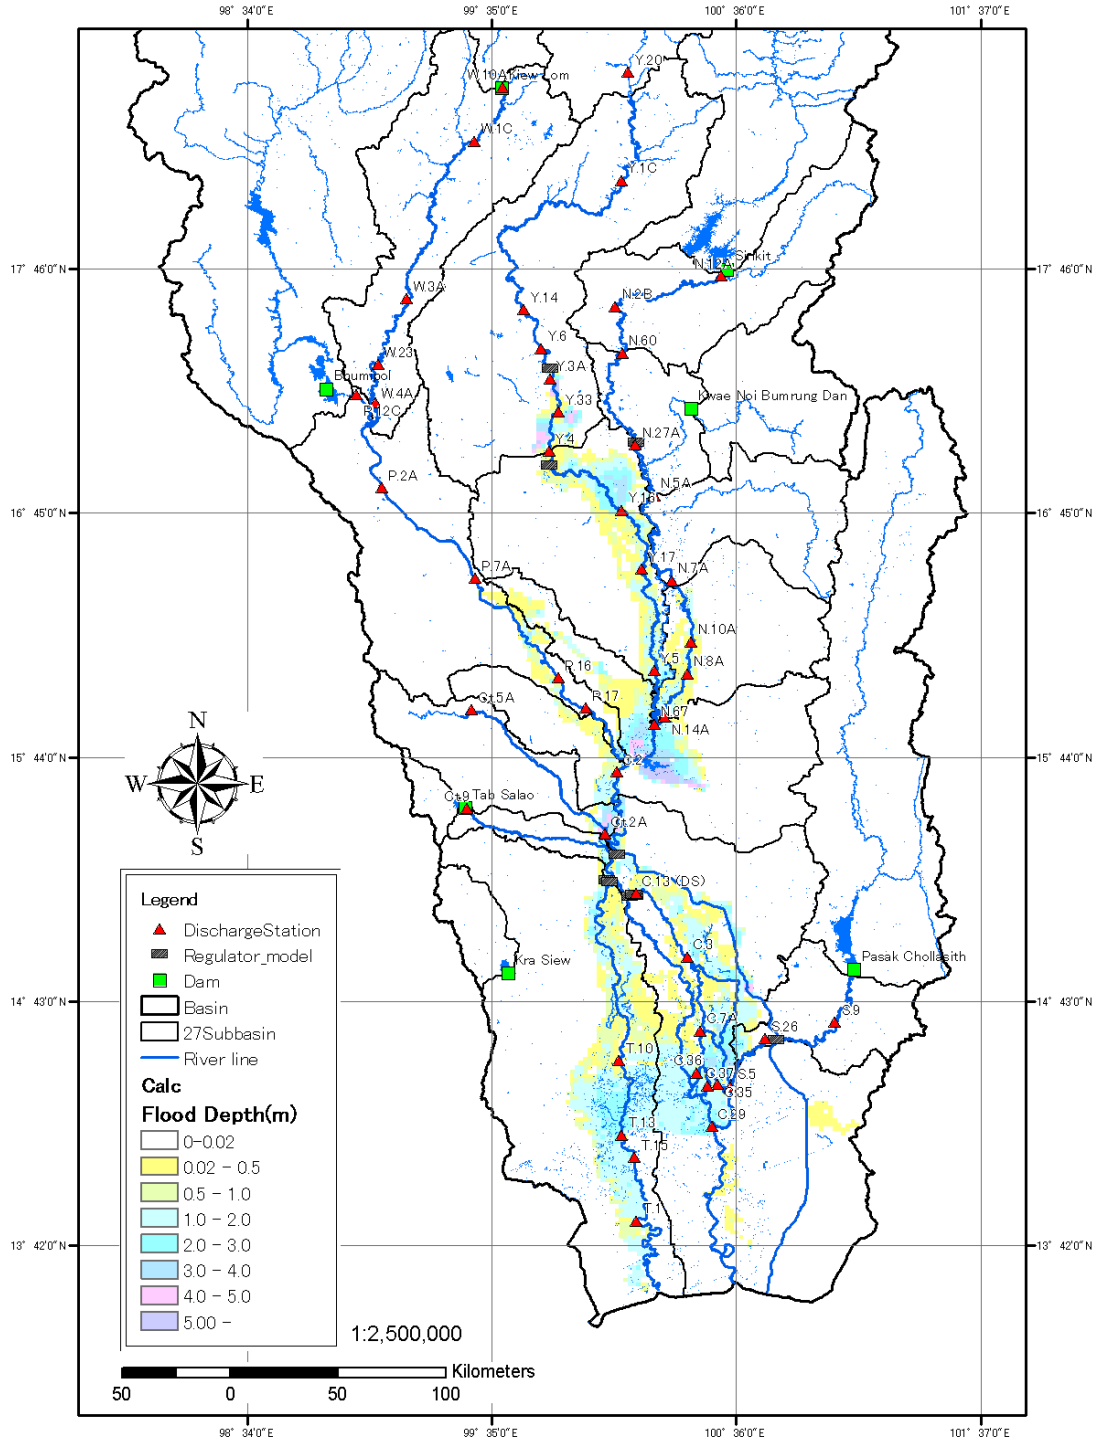 98° 34'0"E 99° 35'0"E 100° 36'0"E 101° 37'0"E
Y.20
W.10A Kiew Lom
W.1C
Y.1C
17° 46'0"N 17° 46'0"N
Sirikit
N.12A
W.3A
N.2B
Y.14
Y.6
N.60
W.23
Y.3A
Bhumibol
W.4A
Kwae Noi Bumrung Dan
P.12C
Y.33
N.27A
Y.4
P.2A
N.5A
Y.16
16° 45'0"N 16° 45'0"N
Y.17
P.7A
N.7A
N.10A
Y.5
N.8A
P.16
Ct.5A
P.17
N.67
N.14A
N
W E
S
15° 44'0"N 15° 44'0"N
C.2
Ct.9 Tab Salao
Ct.2A
C.13 (DS)
C.3
Kra Siew
Pasak Chollasith
14° 43'0"N 14° 43'0"N
C.7A
S.9
S.26
T.10
C.36
C.37 S.5
C.35
C.29
T.13
T.15
T.1
13° 42'0"N 13° 42'0"N
Legend
DischargeStation
Regulator_model
Dam
Basin
27Subbasin
River line
Calc
Flood Depth(m)
0-0.02
0.02 - 0.5
0.5 - 1.0
1.0 - 2.0
2.0 - 3.0
3.0 - 4.0
4.0 - 5.0
5.00 -
1:2,500,000
Kilometers
50 0 50 100
98° 34'0"E 99° 35'0"E 100° 36'0"E 101° 37'0"E